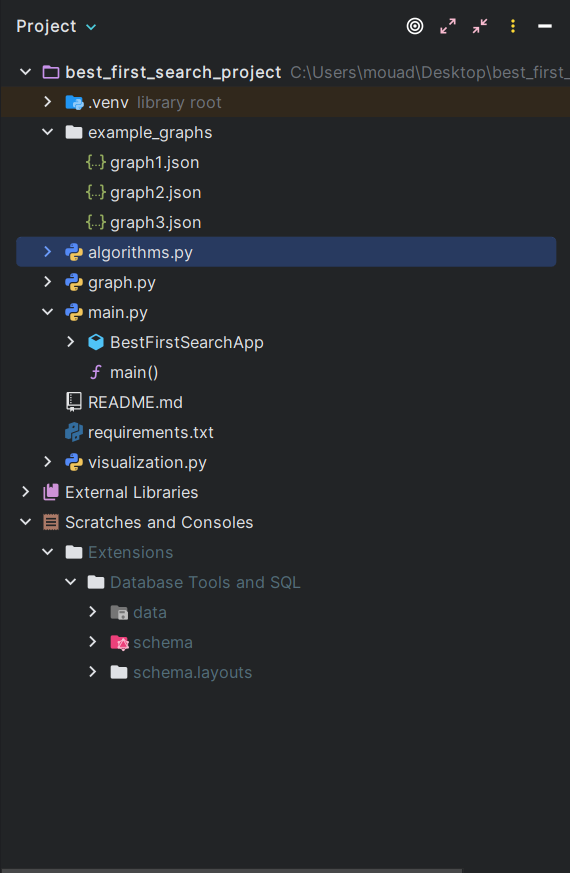 Project
best_first_search_project C:\Users\mouad\Desktop\best_first_
.venv library root
example_graphs
{..} graph1.json
{..} graph2.json
{..} graph3.json
algorithms.py
graph.py
main.py
BestFirstSearchApp
f main()
README.md
requirements.txt
visualization.py
External Libraries
Scratches and Consoles
Extensions
Database Tools and SQL
data
schema
schema.layouts